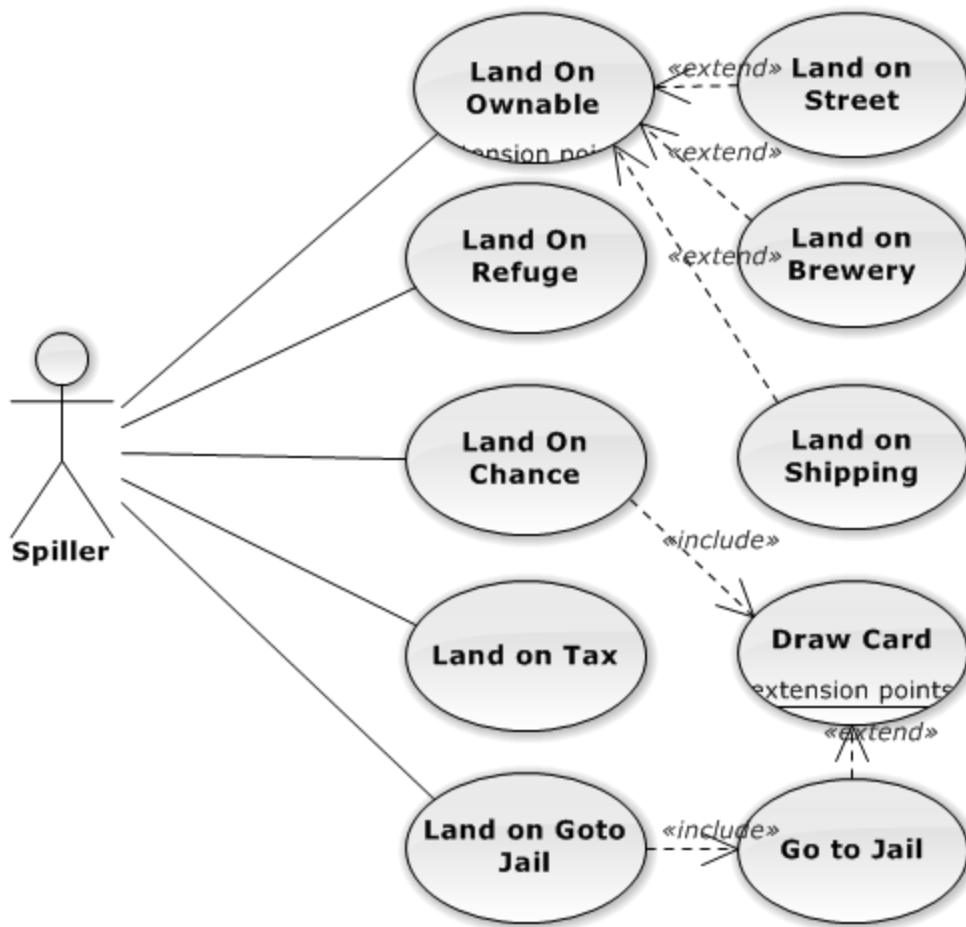 Land On
Ownable
«extend»
Land on
Street
«extend»
Land On
Refuge
«extend»
Land on
Brewery
Spiller
Land On
Chance
«include»
Land on
Shipping
Land on Tax
Draw Card
extension points
«extend»
Land on Goto
Jail
«include»
Go to Jail